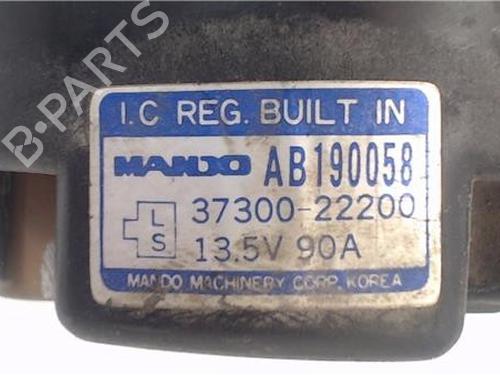 B-PARTS
I.C REG. BUILT IN
MANDO AB190058
L 37300-22200
S 13.5V 90A
MANDO MACHINERY CORP. KOREA